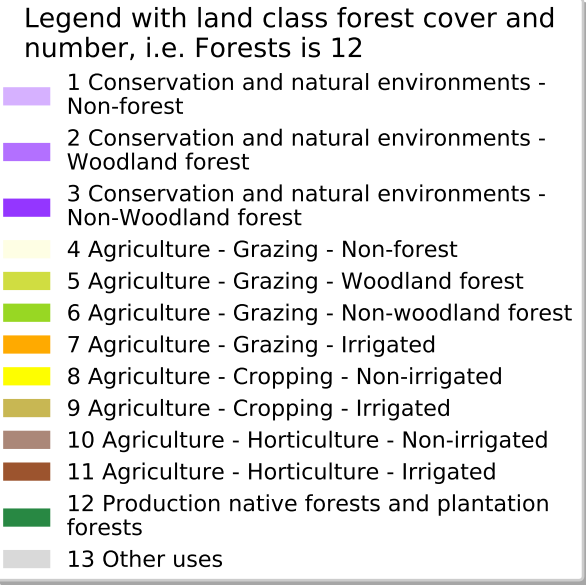 Legend with land class forest cover and
number, i.e. Forests is 12
1 Conservation and natural environments -
Non-forest
2 Conservation and natural environments -
Woodland forest
3 Conservation and natural environments -
Non-Woodland forest
4 Agriculture - Grazing - Non-forest
5 Agriculture - Grazing - Woodland forest
6 Agriculture - Grazing - Non-woodland forest
7 Agriculture - Grazing - Irrigated
8 Agriculture - Cropping - Non-irrigated
9 Agriculture - Cropping - Irrigated
10 Agriculture - Horticulture - Non-irrigated
11 Agriculture - Horticulture - Irrigated
12 Production native forests and plantation
forests
13 Other uses